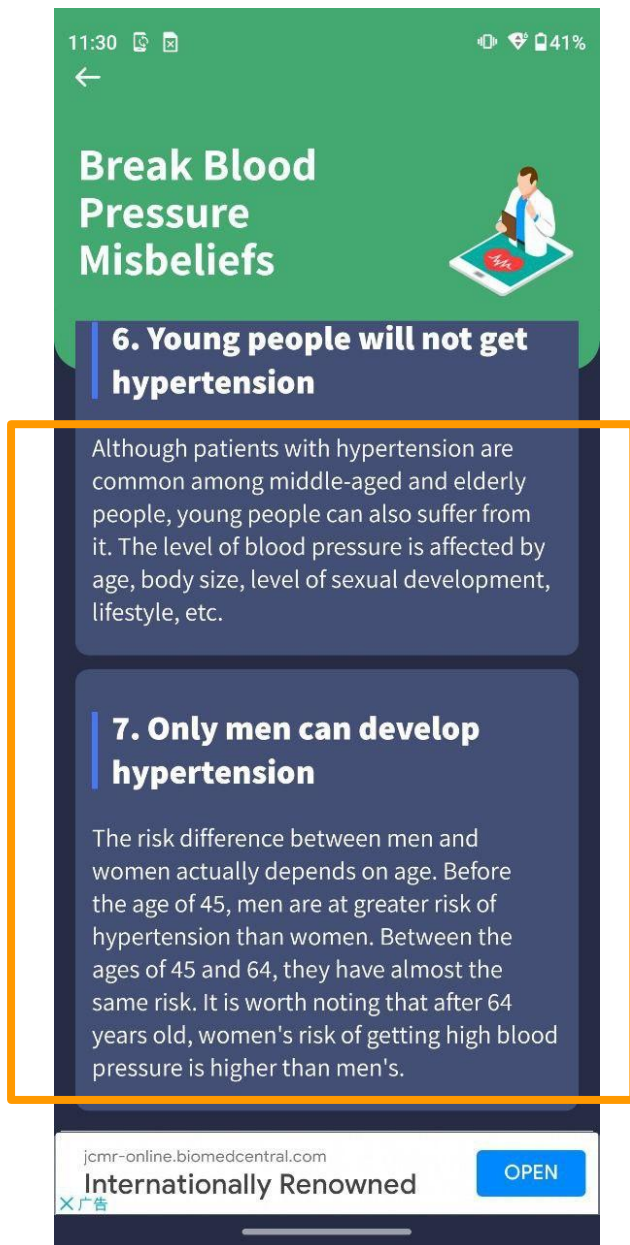 11:30
41%
Break Blood
Pressure
Misbeliefs
6. Young people will not get
hypertension
Although patients with hypertension are
common among middle-aged and elderly
people, young people can also suffer from
it. The level of blood pressure is affected by
age, body size, level of sexual development,
lifestyle, etc.
7. Only men can develop
hypertension
The risk difference between men and
women actually depends on age. Before
the age of 45, men are at greater risk of
hypertension than women. Between the
ages of 45 and 64, they have almost the
same risk. It is worth noting that after 64
years old, women's risk of getting high blood
pressure is higher than men's.
jcmr-online.biomedcentral.com
Internationally Renowned
OPEN
广告